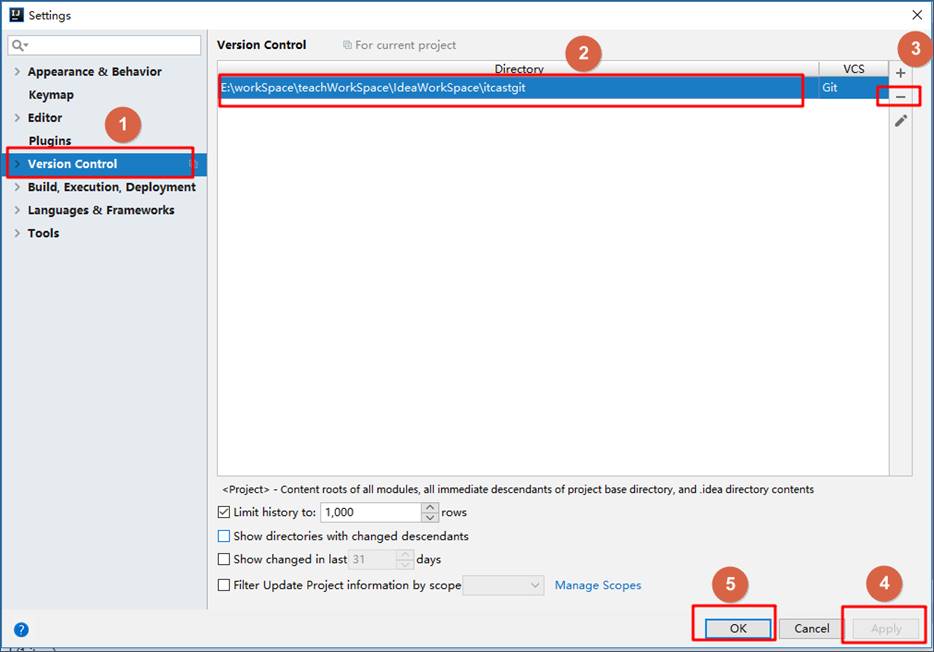 Settings
Version Control
For current project
Appearance & Behavior
Keymap
Editor
Plugins
Version Control
Build, Execution, Deployment
Languages & Frameworks
Tools
1
2
3
Directory
VCS
E:\workSpace\teachWorkSpace\IdeaWorkSpace\itcastgit
Git
<Project> - Content roots of all modules, all immediate descendants of project base directory, and .idea directory contents
Limit history to: 1,000 rows
Show directories with changed descendants
Show changed in last 31 days
Filter Update Project information by scope Manage Scopes
5
4
OK
Cancel
Apply